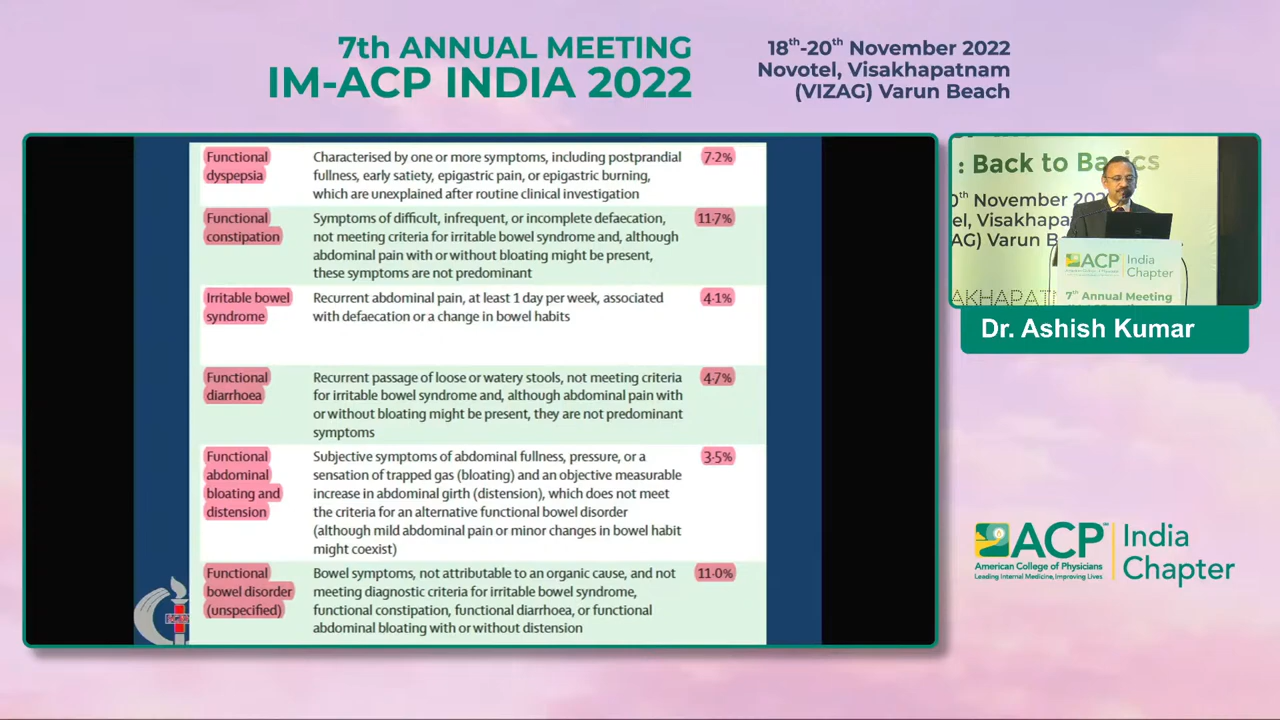 7th ANNUAL MEETING
IM-ACP INDIA 2022
18th-20th November 2022
Novotel, Visakhapatnam
(VIZAG) Varun Beach
Functional
dyspepsia
Characterised by one or more symptoms, including postprandial
fullness, early satiety, epigastric pain, or epigastric burning,
which are unexplained after routine clinical investigation
7·2%
Functional
constipation
Symptoms of difficult, infrequent, or incomplete defaecation,
not meeting criteria for irritable bowel syndrome and, although
abdominal pain with or without bloating might be present,
these symptoms are not predominant
11·7%
Irritable bowel
syndrome
Recurrent abdominal pain, at least 1 day per week, associated
with defaecation or a change in bowel habits
4·1%
Functional
diarrhoea
Recurrent passage of loose or watery stools, not meeting criteria
for irritable bowel syndrome and, although abdominal pain with
or without bloating might be present, they are not predominant
symptoms
4·7%
Functional
abdominal
bloating and
distension
Subjective symptoms of abdominal fullness, pressure, or a
sensation of trapped gas (bloating) and an objective measurable
increase in abdominal girth (distension), which does not meet
the criteria for an alternative functional bowel disorder
(although mild abdominal pain or minor changes in bowel habit
might coexist)
3·5%
Functional
bowel disorder
(unspecified)
Bowel symptoms, not attributable to an organic cause, and not
meeting diagnostic criteria for irritable bowel syndrome,
functional constipation, functional diarrhoea, or functional
abdominal bloating with or without distension
11·0%
: Back to Basics
November 202
el, Visakhapat
AG) Varun B
AKHAPAT
ACP
India
Chapter
7th Annual Meeting
Dr. Ashish Kumar
ACP
American College of Physicians
Leading Internal Medicine, Improving Lives
India
Chapter